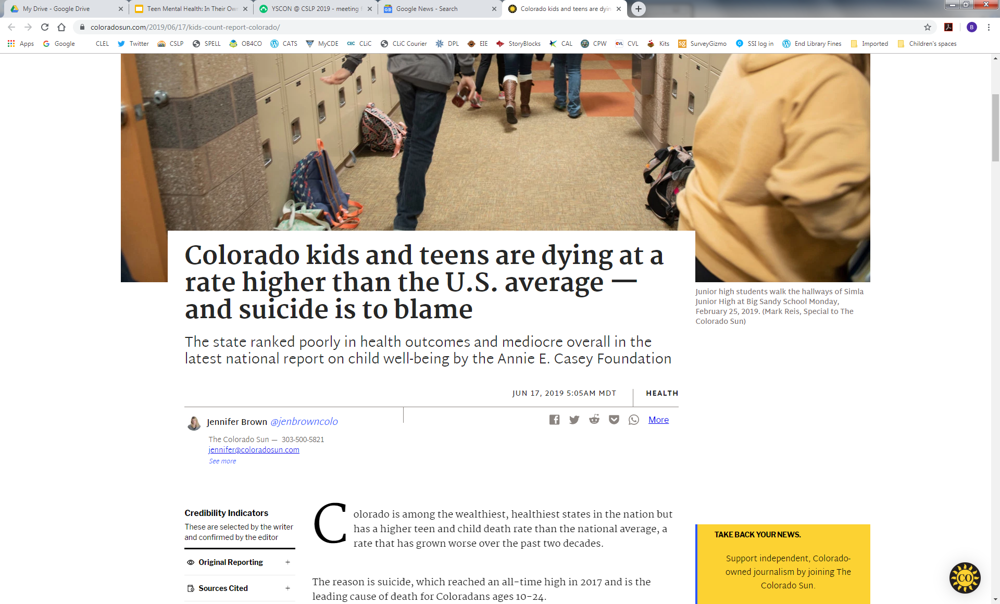 My Drive - Google Drive
Teen Mental Health: In Their Ow
YSCON @ CSLP 2019 - meeting
Google News - Search
Colorado kids and teens are dyin
coloradosun.com/2019/06/17/kids-count-report-colorado/
B
Apps Google CLEL Twitter CSLP SPELL OB4CO CATS MyCDE CLiC CLiC Courier DPL EIE StoryBlocks CAL CPW CVL Kits SurveyGizmo SSI log in End Library Fines Imported Children's spaces
Colorado kids and teens are dying at a
rate higher than the U.S. average —
and suicide is to blame
Junior high students walk the hallways of Simla
Junior High at Big Sandy School Monday,
February 25, 2019. (Mark Reis, Special to The
Colorado Sun)
The state ranked poorly in health outcomes and mediocre overall in the
latest national report on child well-being by the Annie E. Casey Foundation
JUN 17, 2019 5:05AM MDT
HEALTH
Jennifer Brown @jenbrowncolo
More
The Colorado Sun — 303-500-5821
jennifer@coloradosun.com
See more
Credibility Indicators
These are selected by the writer
and confirmed by the editor
Original Reporting +
Sources Cited +
Colorado is among the wealthiest, healthiest states in the nation but
has a higher teen and child death rate than the national average, a
rate that has grown worse over the past two decades.
The reason is suicide, which reached an all-time high in 2017 and is the
leading cause of death for Coloradans ages 10-24.
TAKE BACK YOUR NEWS.
Support independent, Colorado-
owned journalism by joining The
Colorado Sun.
CO